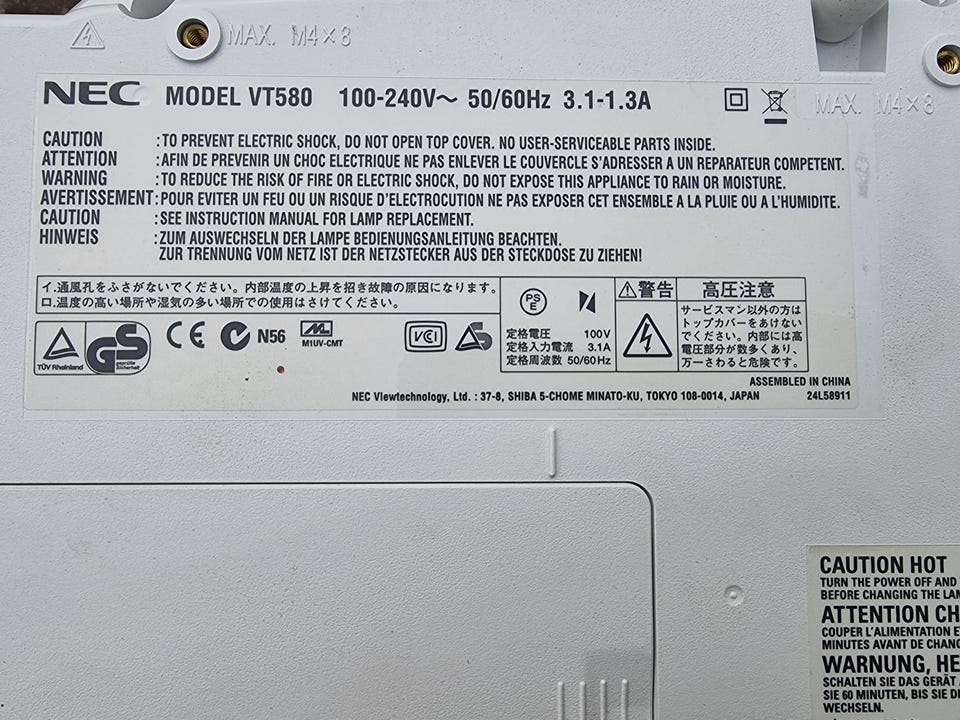 MAX. M4×8
NEC MODEL VT580 100-240V～ 50/60Hz 3.1-1.3A
MAX. M4×8
CAUTION :TO PREVENT ELECTRIC SHOCK, DO NOT OPEN TOP COVER. NO USER-SERVICEABLE PARTS INSIDE.
ATTENTION :AFIN DE PREVENIR UN CHOC ELECTRIQUE NE PAS ENLEVER LE COUVERCLE S'ADRESSER A UN REPARATEUR COMPETENT.
WARNING :TO REDUCE THE RISK OF FIRE OR ELECTRIC SHOCK, DO NOT EXPOSE THIS APPLIANCE TO RAIN OR MOISTURE.
AVERTISSEMENT:POUR EVITER UN FEU OU UN RISQUE D'ELECTROCUTION NE PAS EXPOSER CET ENSEMBLE A LA PLUIE OU A L'HUMIDITE.
CAUTION :SEE INSTRUCTION MANUAL FOR LAMP REPLACEMENT.
HINWEIS :ZUM AUSWECHSELN DER LAMPE BEDIENUNGSANLEITUNG BEACHTEN.
ZUR TRENNUNG VOM NETZ IST DER NETZSTECKER AUS DER STECKDOSE ZU ZIEHEN!
イ.通風孔をふさがないでください。内部温度の上昇を招き故障の原因になります。
ロ.温度の高い場所や湿気の多い場所での使用はさけてください。
TÜV Rheinland
GS
geprüfte
Sicherheit
CE
N56
ML
M1UV-CMT
VCI
PS
E
定格電圧 100V
定格入力電流 3.1A
定格周波数 50/60Hz
警告 高圧注意
サービスマン以外の方は
トップカバーをあけない
でください。内部には高
電圧部分が数多くあり、
万一さわると危険です。
ASSEMBLED IN CHINA
NEC Viewtechnology, Ltd. : 37-8, SHIBA 5-CHOME MINATO-KU, TOKYO 108-0014, JAPAN 24L58911
CAUTION HOT
TURN THE POWER OFF AND
BEFORE CHANGING THE LAM
ATTENTION CH
COUPER L'ALIMENTATION E
MINUTES AVANT DE CHANG
WARNUNG, HE
SCHALTEN SIE DAS GERÄT
SIE 60 MINUTEN, BIS SIE DI
WECHSELN.